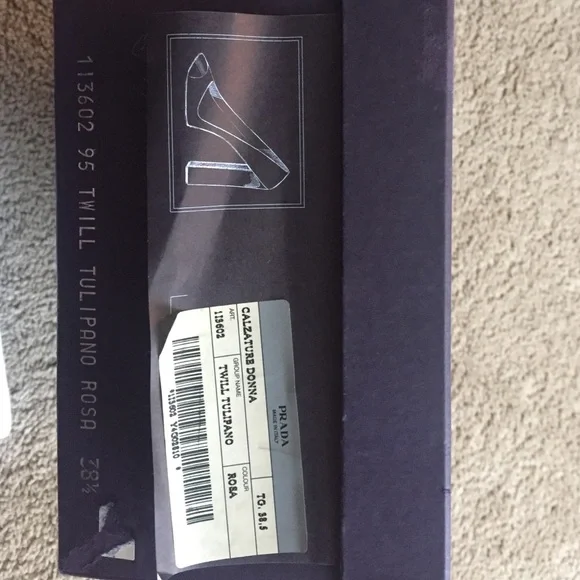 113602 95 TWILL TULIPANO ROSA 38½
PRADA
MADE IN ITALY
CALZATURE DONNA
TG. 38,5
ART.
113602
GROUP NAME
TWILL TULIPANO
COLOUR
ROSA